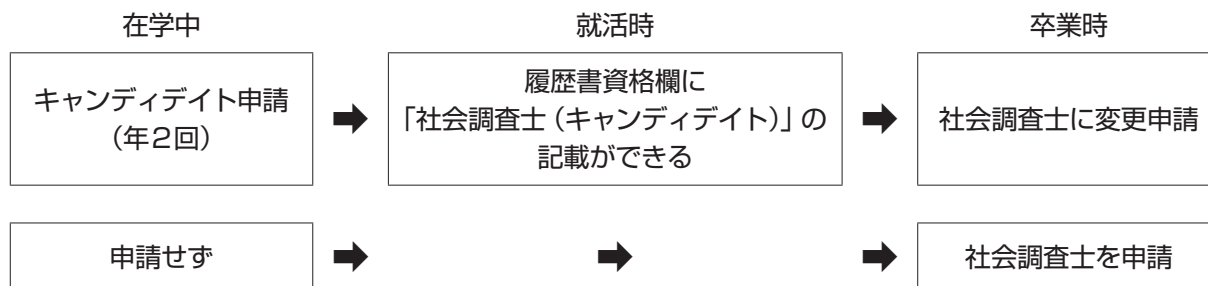 在学中
就活時
卒業時
キャンディデイト申請
(年2回)
履歴書資格欄に
「社会調査士(キャンディデイト)」の
記載ができる
社会調査士に変更申請
申請せず
社会調査士を申請